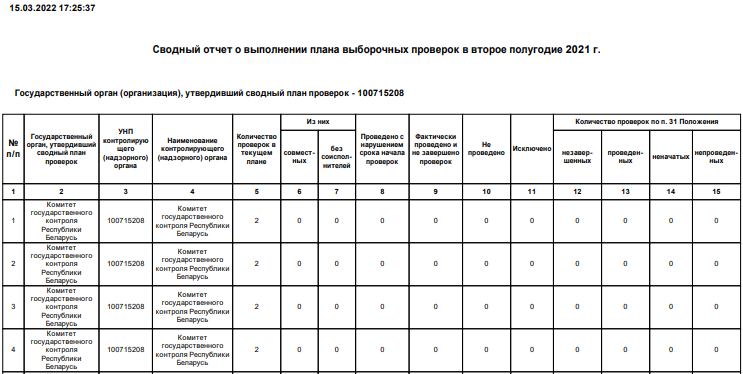 15.03.2022 17:25:37
Сводный отчет о выполнении плана выборочных проверок в второе полугодие 2021 г.
Государственный орган (организация), утвердивший сводный план проверок - 100715208
№ п/п
Государственный орган, утвердивший сводный план проверок
УНП контролирую щего (надзорного) органа
Наименование контролирующего (надзорного) органа
Количество проверок в текущем плане
Из них
совмест- ных
без соиспол- нителей
Проведено с нарушением срока начала проверок
Фактически проведено и не завершено проверок
Не проведено
Исключено
Количество проверок по п. 31 Положения
незавер- шенных
проведен- ных
неначатых
непроведен- ных
1 2 3 4 5 6 7 8 9 10 11 12 13 14 15
1 Комитет государственного контроля Республики Беларусь 100715208 Комитет государственного контроля Республики Беларусь 2 0 0 0 0 0 0 0 0 0 0
2 Комитет государственного контроля Республики Беларусь 100715208 Комитет государственного контроля Республики Беларусь 2 0 0 0 0 0 0 0 0 0 0
3 Комитет государственного контроля Республики Беларусь 100715208 Комитет государственного контроля Республики Беларусь 2 0 0 0 0 0 0 0 0 0 0
4 Комитет государственного контроля Республики Беларусь 100715208 Комитет государственного контроля Республики Беларусь 2 0 0 0 0 0 0 0 0 0 0